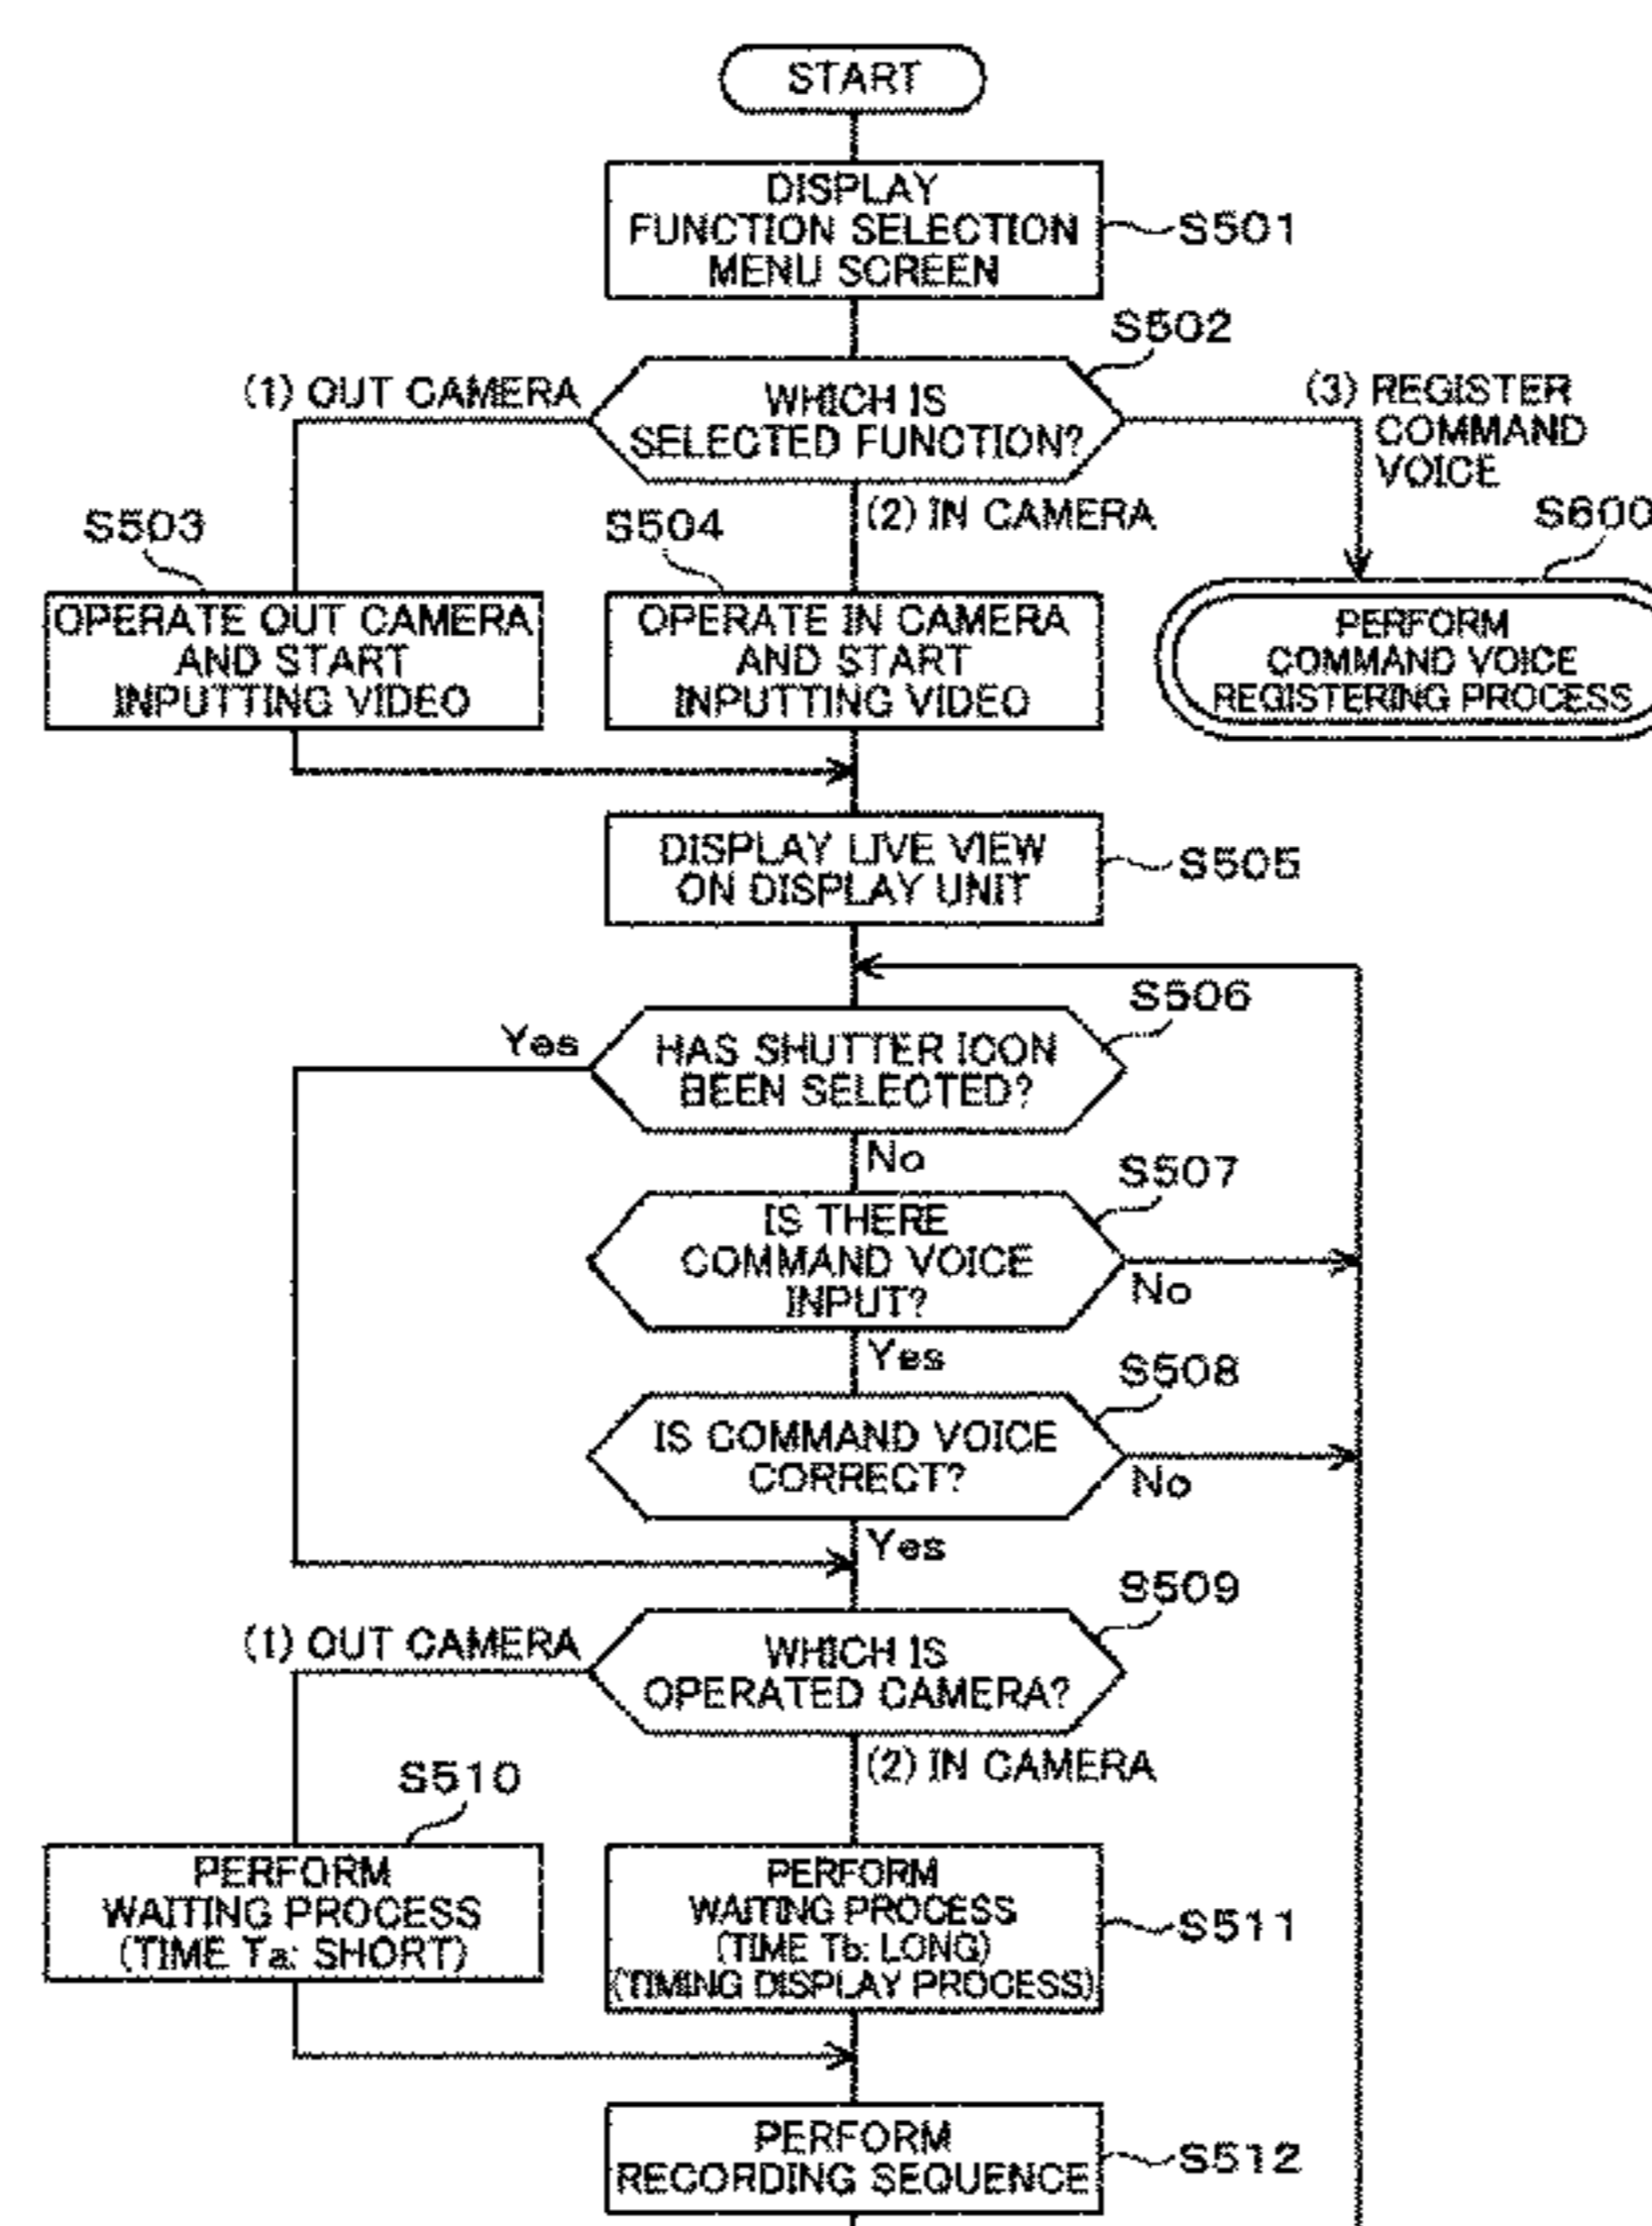 START
DISPLAY
FUNCTION SELECTION
MENU SCREEN
S501
S502
(1) OUT CAMERA
WHICH IS
SELECTED FUNCTION?
(3) REGISTER
COMMAND
VOICE
(2) IN CAMERA
S503
S504
S600
OPERATE OUT CAMERA
AND START
INPUTTING VIDEO
OPERATE IN CAMERA
AND START
INPUTTING VIDEO
PERFORM
COMMAND VOICE
REGISTERING PROCESS
DISPLAY LIVE VIEW
ON DISPLAY UNIT
S505
S506
Yes
HAS SHUTTER ICON
BEEN SELECTED?
No
S507
IS THERE
COMMAND VOICE
INPUT?
No
Yes
S508
IS COMMAND VOICE
CORRECT?
No
Yes
S509
(1) OUT CAMERA
WHICH IS
OPERATED CAMERA?
(2) IN CAMERA
S510
PERFORM
WAITING PROCESS
(TIME Ta: SHORT)
PERFORM
WAITING PROCESS
(TIME Tb: LONG)
(TIMING DISPLAY PROCESS)
S511
PERFORM
RECORDING SEQUENCE
S512